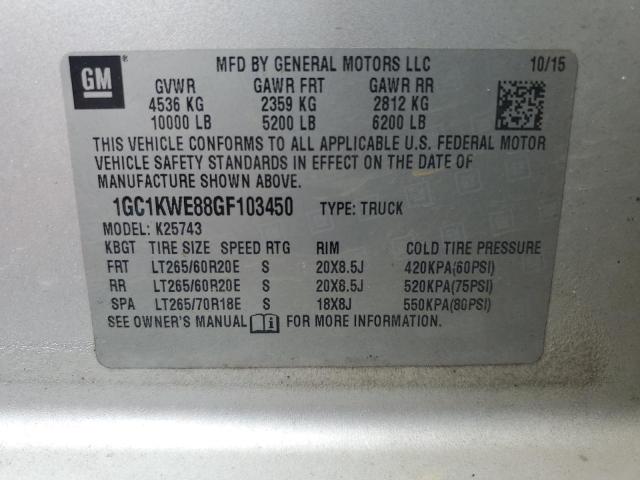 GM ® MFD BY GENERAL MOTORS LLC 10/15
GVWR GAWR FRT GAWR RR
4536 KG 2359 KG 2812 KG
10000 LB 5200 LB 6200 LB
THIS VEHICLE CONFORMS TO ALL APPLICABLE U.S. FEDERAL MOTOR
VEHICLE SAFETY STANDARDS IN EFFECT ON THE DATE OF
MANUFACTURE SHOWN ABOVE.
1GC1KWE88GF103450 TYPE: TRUCK
MODEL: K25743
KBGT TIRE SIZE SPEED RTG RIM COLD TIRE PRESSURE
FRT LT265/60R20E S 20X8.5J 420KPA(60PSI)
RR LT265/60R20E S 20X8.5J 520KPA(75PSI)
SPA LT265/70R18E S 18X8J 550KPA(80PSI)
SEE OWNER'S MANUAL FOR MORE INFORMATION.